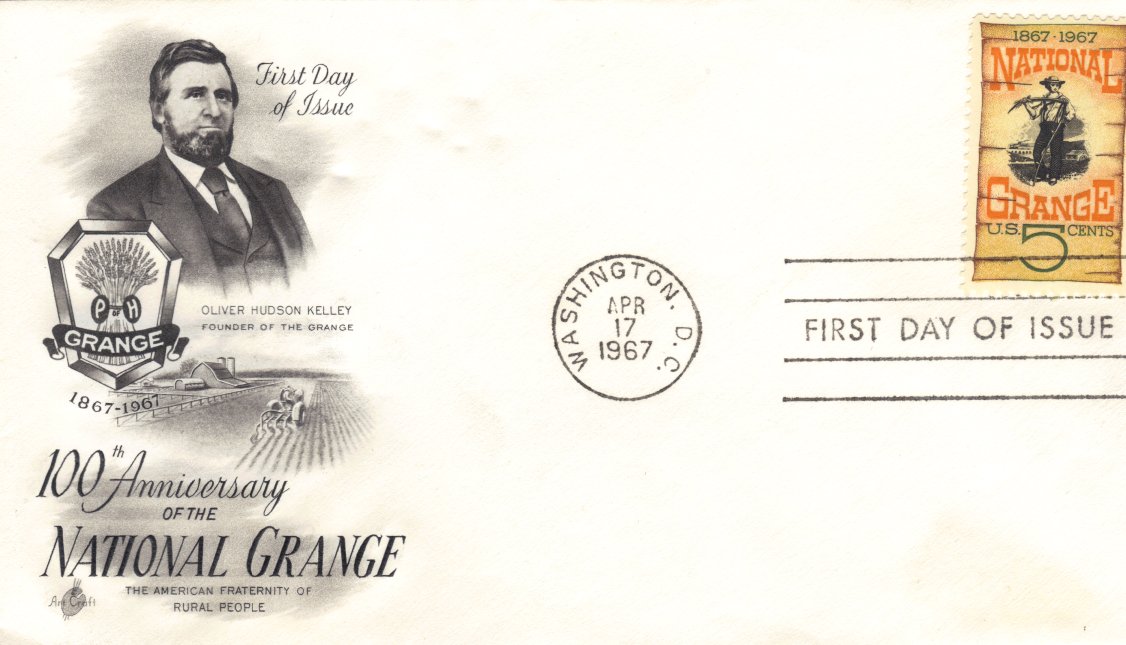 First Day
of Issue
P OF H
GRANGE
OLIVER HUDSON KELLEY
FOUNDER OF THE GRANGE
1867-1967
100th Anniversary
OF THE
NATIONAL GRANGE
THE AMERICAN FRATERNITY OF
RURAL PEOPLE
Art Craft
WASHINGTON, D.C.
APR
17
1967
1867·1967
NATIONAL
GRANGE
U.S. 5 CENTS
FIRST DAY OF ISSUE